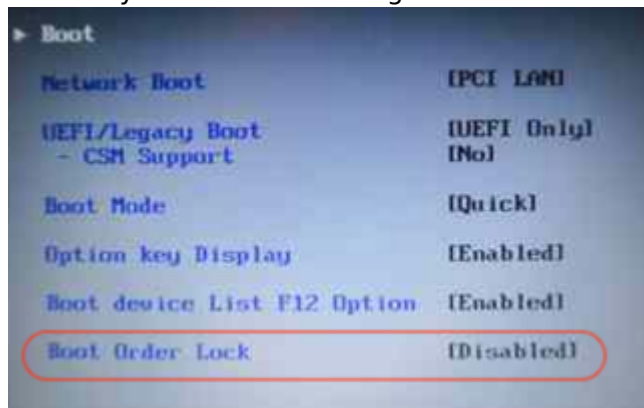 ▶ Boot
Network Boot [PCI LAN]
UEFI/Legacy Boot [UEFI Only]
- CSM Support [No]
Boot Mode [Quick]
Option key Display [Enabled]
Boot device List F12 Option [Enabled]
Boot Order Lock [Disabled]